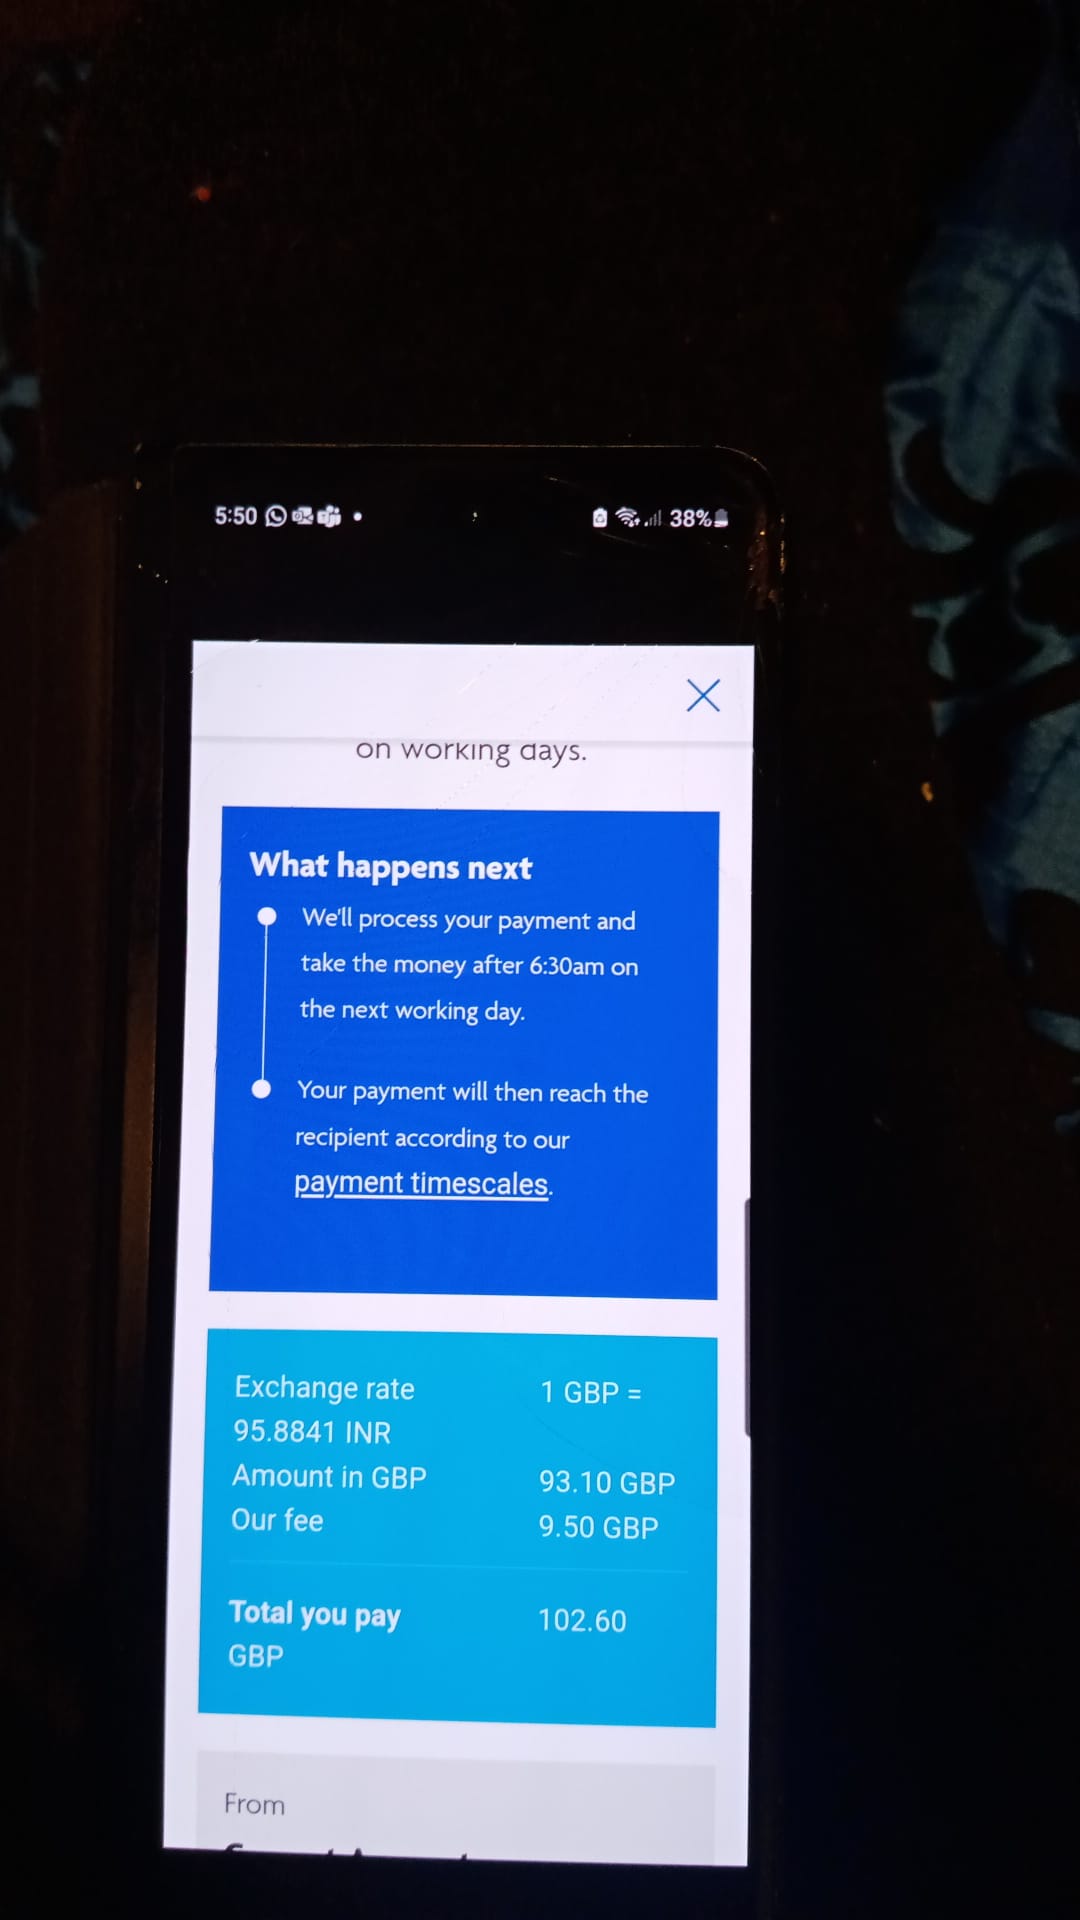 5:50
38%
on working days.
What happens next
We'll process your payment and
take the money after 6:30am on
the next working day.
Your payment will then reach the
recipient according to our
payment timescales.
Exchange rate 1 GBP =
95.8841 INR
Amount in GBP 93.10 GBP
Our fee 9.50 GBP
Total you pay 102.60
GBP
From